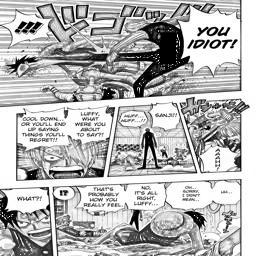 YOU
IDIOT!
!!!
SANJI!!
HUFF...
HUFF...!!
LUFFY,
WHAT
WERE YOU
ABOUT
TO SAY?!
COOL
DOWN...
OR YOU'LL
END UP
SAYING
THINGS
YOU'LL
REGRET!!
UH...
OH...
SORRY,
I DIDN'T
MEAN...
NO,
IT'S ALL
RIGHT,
LUFFY...
THAT'S
PROBABLY
HOW YOU
REALLY
FEEL.
!?
WHAT?!